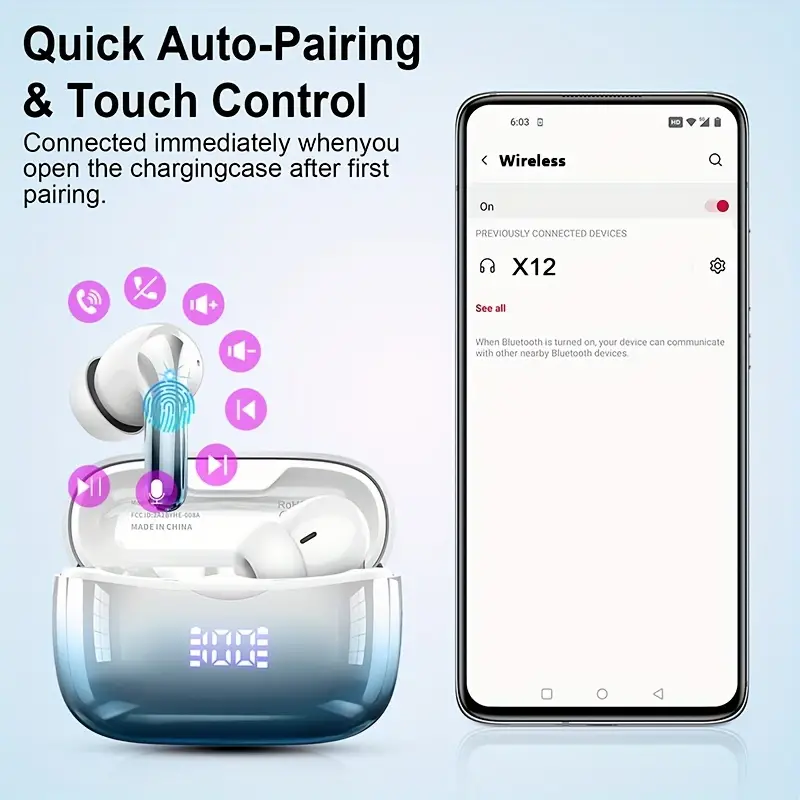 Quick Auto-Pairing
& Touch Control
Connected immediately whenyou
open the chargingcase after first
pairing.
6:03
HD
Wireless
On
PREVIOUSLY CONNECTED DEVICES
X12
See all
When Bluetooth is turned on, your device can communicate
with other nearby Bluetooth devices.
MADE IN CHINA
100